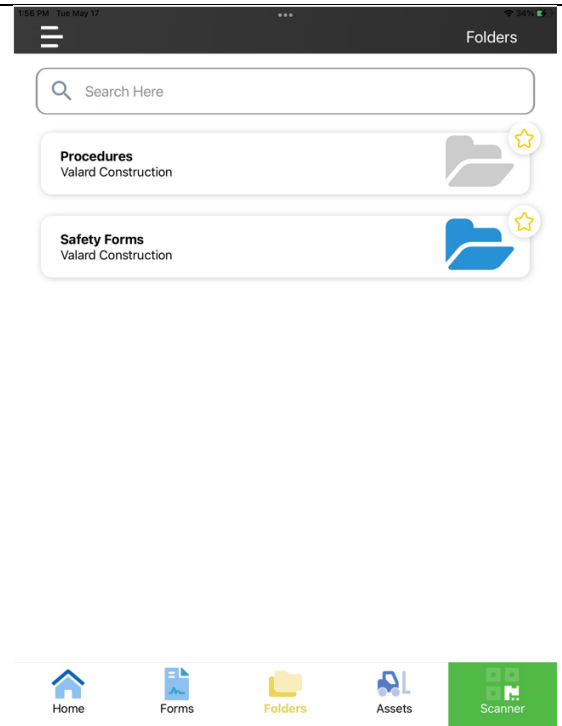 1:56 PM Tue May 17
34%
Folders
Search Here
Procedures
Valard Construction
Safety Forms
Valard Construction
Home
Forms
Folders
Assets
Scanner